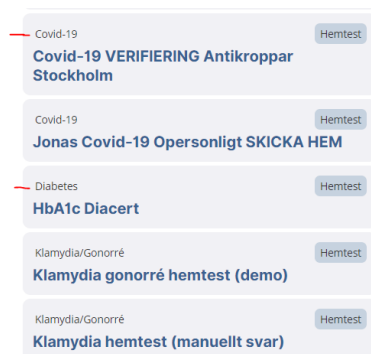 Covid-19 Hemtest
Covid-19 VERIFIERING Antikroppar
Stockholm
Covid-19 Hemtest
Jonas Covid-19 Opersonligt SKICKA HEM
Diabetes Hemtest
HbA1c Diacert
Klamydia/Gonorré Hemtest
Klamydia gonorré hemtest (demo)
Klamydia/Gonorré Hemtest
Klamydia hemtest (manuellt svar)